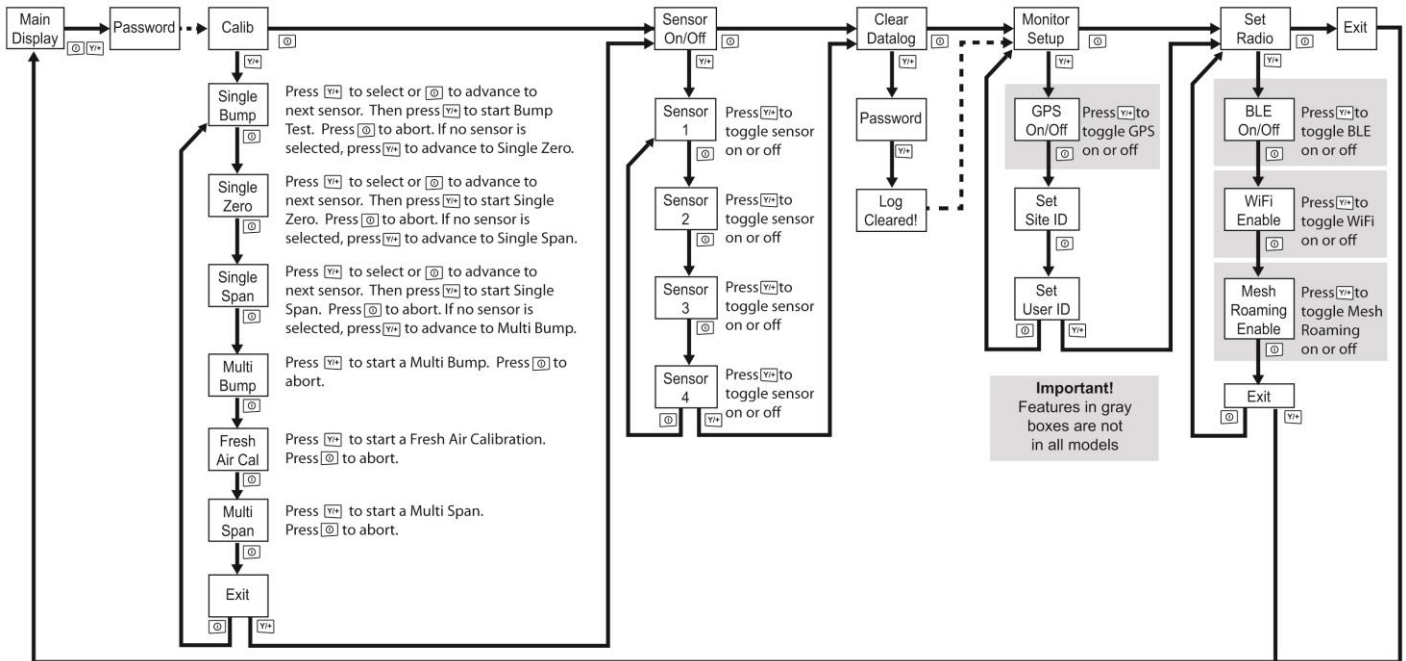 Main
Display
⏻ Y/+
Password
Calib
⏻
Y/+
Single
Bump
⏻
Press Y/+ to select or ⏻ to advance to
next sensor. Then press Y/+ to start Bump
Test. Press ⏻ to abort. If no sensor is
selected, press Y/+ to advance to Single Zero.
Single
Zero
⏻
Press Y/+ to select or ⏻ to advance to
next sensor. Then press Y/+ to start Single
Zero. Press ⏻ to abort. If no sensor is
selected, press Y/+ to advance to Single Span.
Single
Span
⏻
Press Y/+ to select or ⏻ to advance to
next sensor. Then press Y/+ to start Single
Span. Press ⏻ to abort. If no sensor is
selected, press Y/+ to advance to Multi Bump.
Multi
Bump
⏻
Press Y/+ to start a Multi Bump. Press ⏻ to
abort.
Fresh
Air Cal
⏻
Press Y/+ to start a Fresh Air Calibration.
Press ⏻ to abort.
Multi
Span
⏻
Press Y/+ to start a Multi Span.
Press ⏻ to abort.
Exit
⏻ Y/+
Sensor
On/Off
⏻
Y/+
Sensor
1
⏻
Press Y/+ to
toggle sensor
on or off
Sensor
2
⏻
Press Y/+ to
toggle sensor
on or off
Sensor
3
⏻
Press Y/+ to
toggle sensor
on or off
Sensor
4
⏻ Y/+
Press Y/+ to
toggle sensor
on or off
Clear
Datalog
⏻
Y/+
Password
Y/+
Log
Cleared!
Monitor
Setup
⏻
Y/+
GPS
On/Off
⏻
Press Y/+ to
toggle GPS
on or off
Set
Site ID
⏻
Set
User ID
⏻ Y/+
Important!
Features in gray
boxes are not
in all models
Set
Radio
⏻
Y/+
BLE
On/Off
⏻
Press Y/+ to
toggle BLE
on or off
WiFi
Enable
⏻
Press Y/+ to
toggle WiFi
on or off
Mesh
Roaming
Enable
⏻
Press Y/+ to
toggle Mesh
Roaming
on or off
Exit
⏻ Y/+
Exit